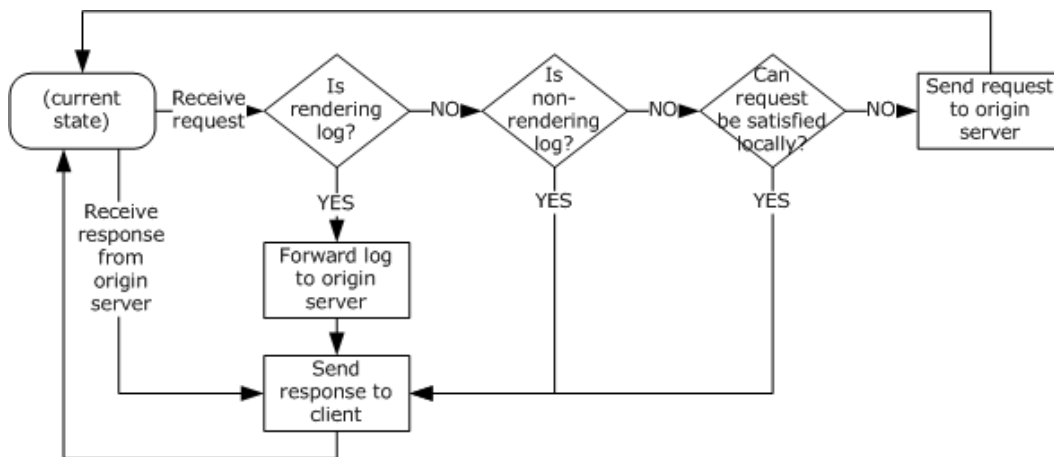 (current
state)
Receive
request
Is
rendering
log?
NO
Is
non-
rendering
log?
NO
Can
request
be satisfied
locally?
NO
Send request
to origin
server
YES
YES
YES
Receive
response
from
origin
server
Forward log
to origin
server
Send
response to
client